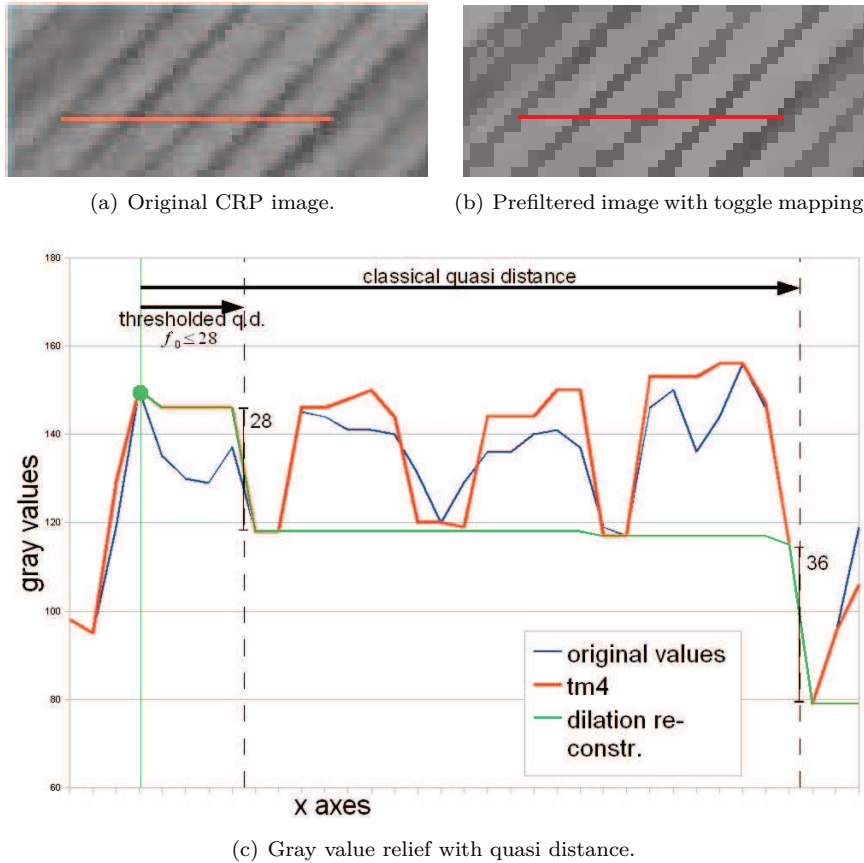 (a) Original CRP image.
(b) Prefiltered image with toggle mapping
180
160
140
120
100
80
60
gray values
classical quasi distance
thresholded q.d.
f₀≤28
28
36
original values
tm4
dilation re-
constr.
x axes
(c) Gray value relief with quasi distance.